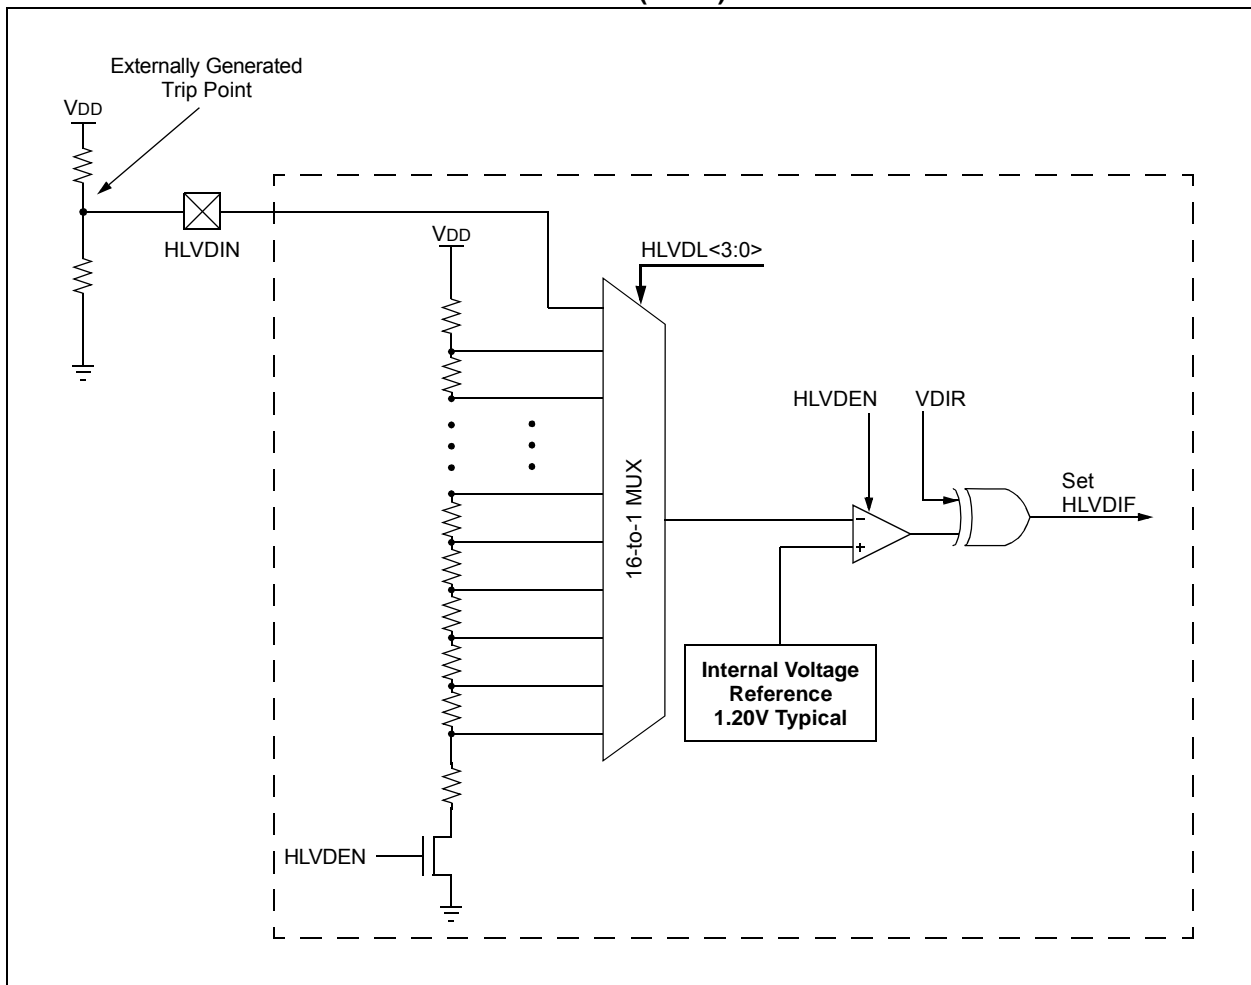 Externally Generated
Trip Point
VDD
HLVDIN
VDD
HLVDL<3:0>
16-to-1 MUX
HLVDEN
VDIR
Set
HLVDIF
-
+
Internal Voltage
Reference
1.20V Typical
HLVDEN